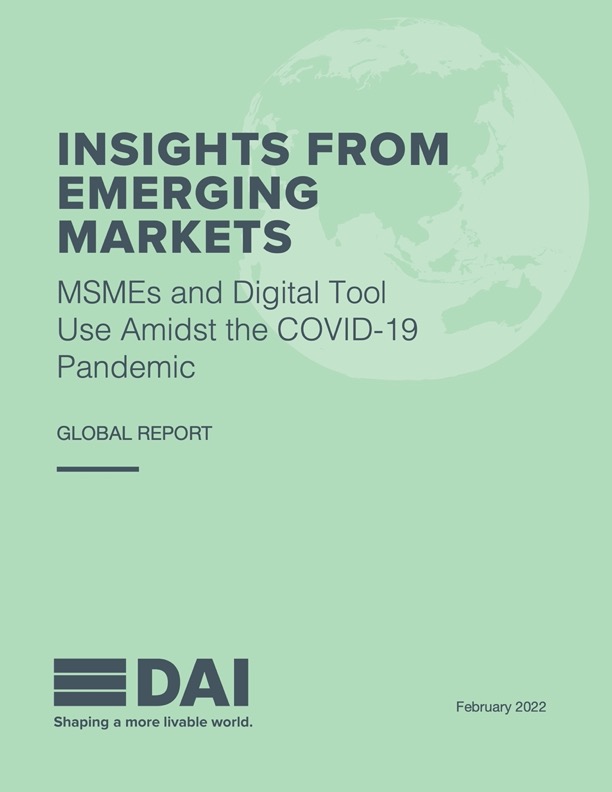 INSIGHTS FROM
EMERGING
MARKETS
MSMEs and Digital Tool
Use Amidst the COVID-19
Pandemic
GLOBAL REPORT
DAI
Shaping a more livable world.
February 2022